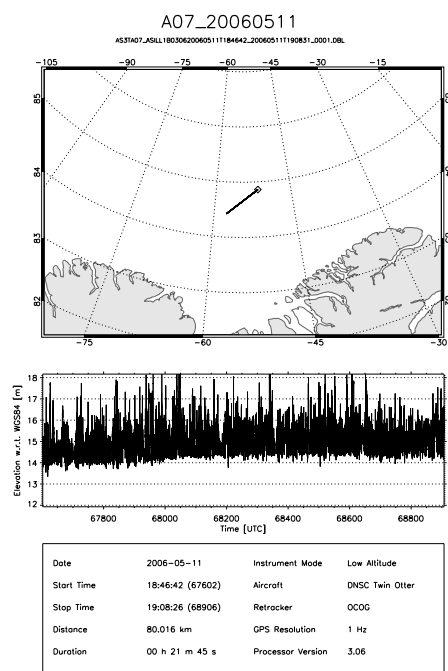 A07_20060511
AS3TA07_ASILL1B030620060511T184642_20060511T190831_0001.DBL
-105 -90 -75 -60 -45 -30 -15
85
84
83
82
-75 -60 -45 -30
Elevation w.r.t. WGS84 [m]
18
17
16
15
14
13
12
67800 68000 68200 68400 68600 68800
Time [UTC]
Date 2006-05-11 Instrument Mode Low Altitude
Start Time 18:46:42 (67602) Aircraft DNSC Twin Otter
Stop Time 19:08:26 (68906) Retracker OCOG
Distance 80.016 km GPS Resolution 1 Hz
Duration 00 h 21 m 45 s Processor Version 3.06